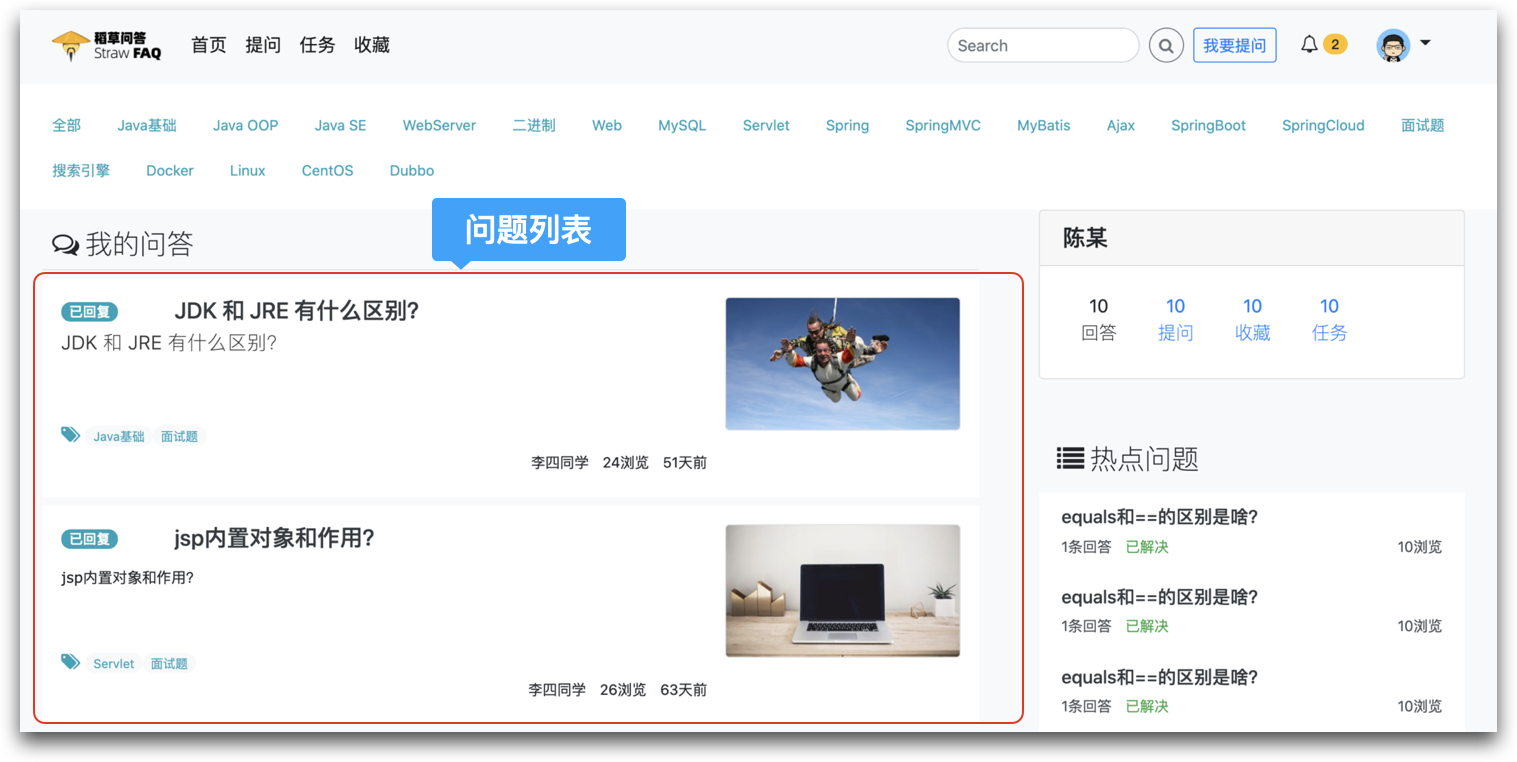 稻草问答
Straw FAQ
首页 提问 任务 收藏
Search
我要提问
2
全部 Java基础 Java OOP Java SE WebServer 二进制 Web MySQL Servlet Spring SpringMVC MyBatis Ajax SpringBoot SpringCloud 面试题
搜索引擎 Docker Linux CentOS Dubbo
问题列表
我的问答
已回复 JDK 和 JRE 有什么区别?
JDK 和 JRE 有什么区别?
Java基础 面试题
李四同学 24浏览 51天前
已回复 jsp内置对象和作用?
jsp内置对象和作用?
Servlet 面试题
李四同学 26浏览 63天前
陈某
10 10 10 10
回答 提问 收藏 任务
热点问题
equals和==的区别是啥?
1条回答 已解决 10浏览
equals和==的区别是啥?
1条回答 已解决 10浏览
equals和==的区别是啥?
1条回答 已解决 10浏览